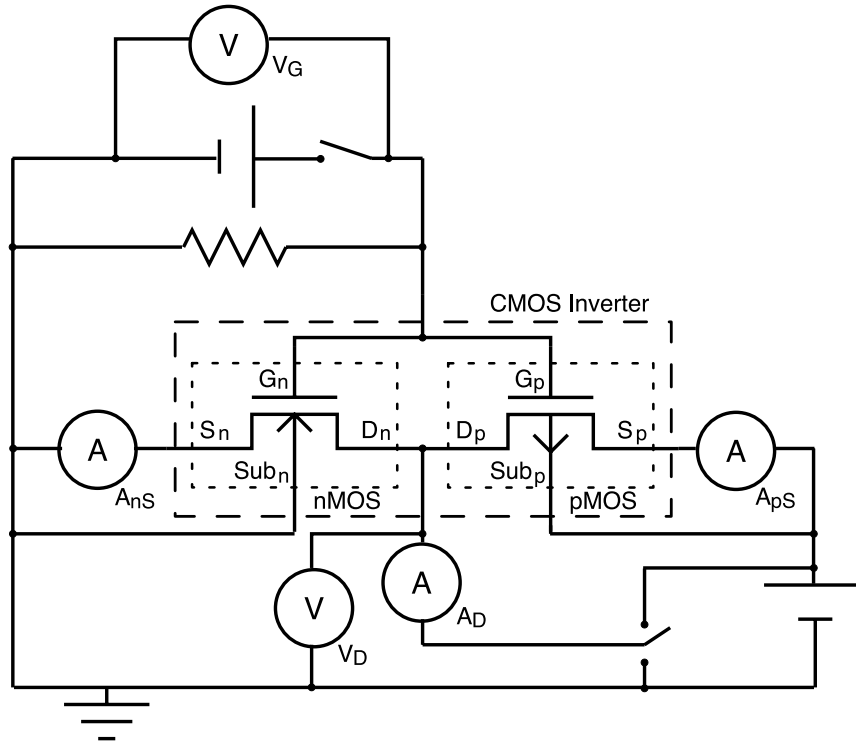 V
VG
CMOS Inverter
Gn
Gp
Sn
Dn
Dp
Sp
A
A
Subn
Subp
AnS
nMOS
pMOS
ApS
V
A
VD
AD